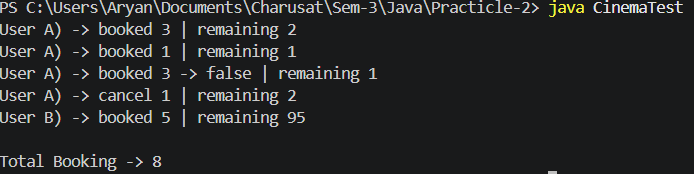 PS C:\Users\Aryan\Documents\Charusat\Sem-3\Java\Practicle-2> java CinemaTest
User A) -> booked 3 | remaining 2
User A) -> booked 1 | remaining 1
User A) -> booked 3 -> false | remaining 1
User A) -> cancel 1 | remaining 2
User B) -> booked 5 | remaining 95
Total Booking -> 8